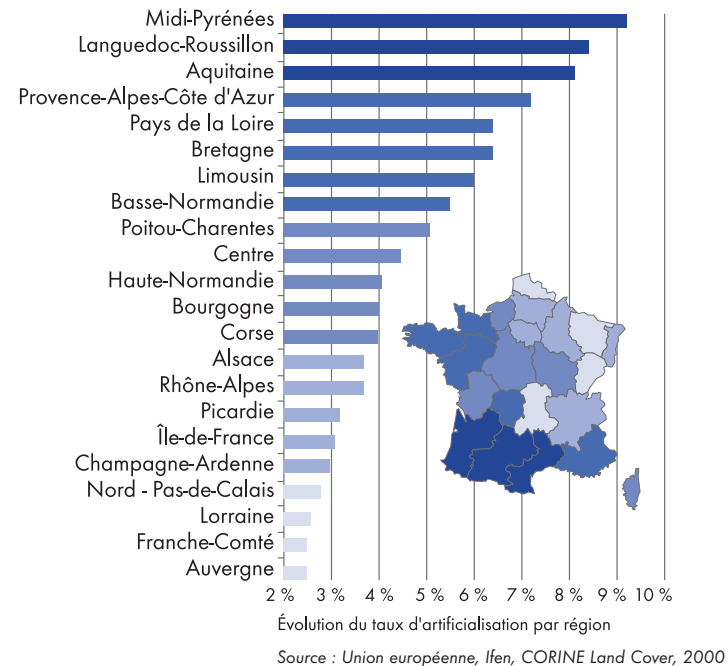 Midi-Pyrénées
Languedoc-Roussillon
Aquitaine
Provence-Alpes-Côte d'Azur
Pays de la Loire
Bretagne
Limousin
Basse-Normandie
Poitou-Charentes
Centre
Haute-Normandie
Bourgogne
Corse
Alsace
Rhône-Alpes
Picardie
Île-de-France
Champagne-Ardenne
Nord - Pas-de-Calais
Lorraine
Franche-Comté
Auvergne
2 % 3 % 4 % 5 % 6 % 7 % 8 % 9 % 10 %
Évolution du taux d'artificialisation par région
Source : Union européenne, Ifen, CORINE Land Cover, 2000